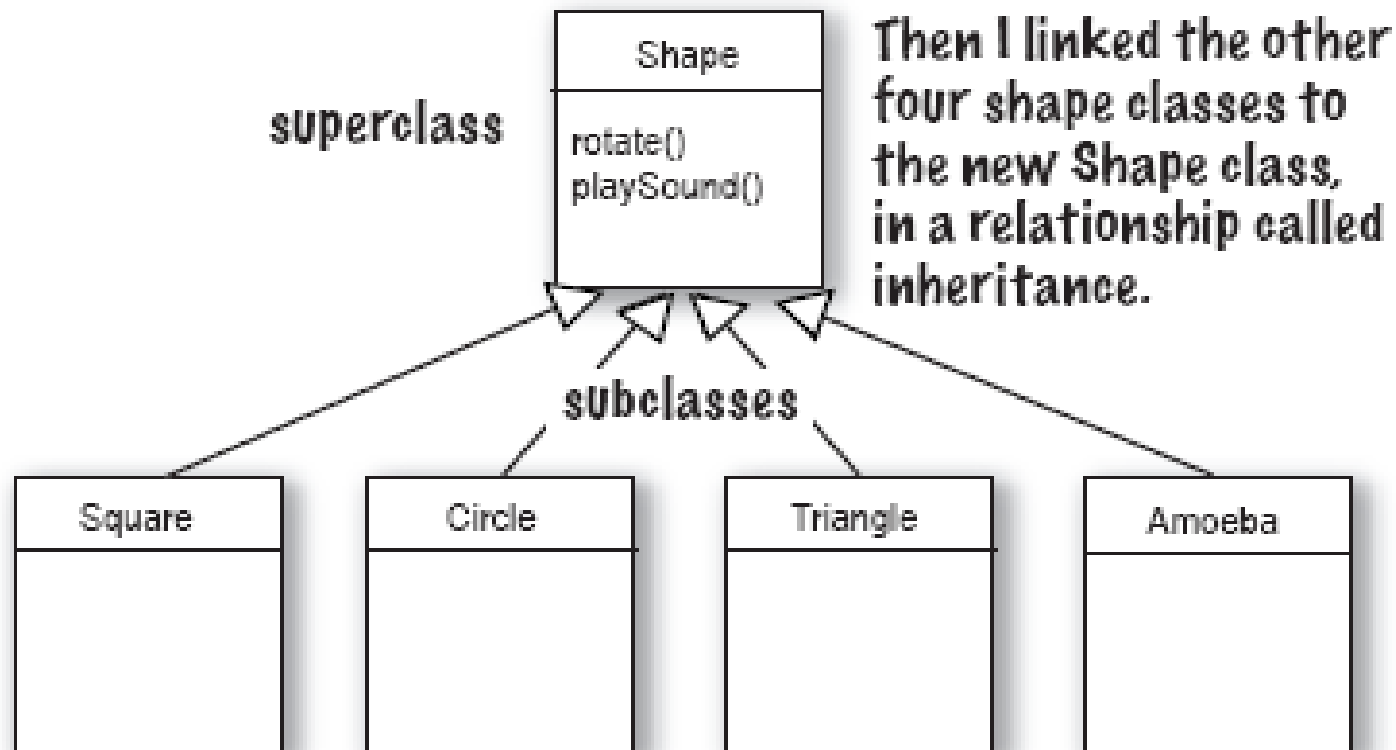 Shape
rotate()
playSound()
superclass
Then I linked the other
four shape classes to
the new Shape class,
in a relationship called
inheritance.
subclasses
Square
Circle
Triangle
Amoeba